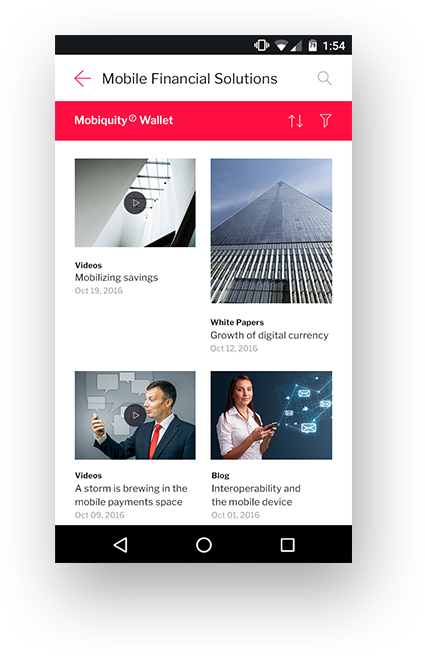 1:54
Mobile Financial Solutions
Mobiquity Wallet
Videos
Mobilizing savings
Oct 19, 2016
White Papers
Growth of digital currency
Oct 12, 2016
Videos
A storm is brewing in the
mobile payments space
Oct 09, 2016
Blog
Interoperability and
the mobile device
Oct 01, 2016